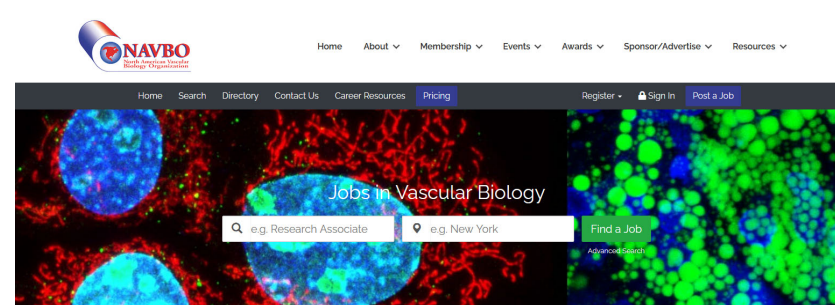 NAVBO
North American Vascular
Biology Organization
Home About Membership Events Awards Sponsor/Advertise Resources
Home Search Directory Contact Us Career Resources Pricing Register Sign In Post a Job
Jobs in Vascular Biology
e.g. Research Associate e.g. New York Find a Job
Advanced Search